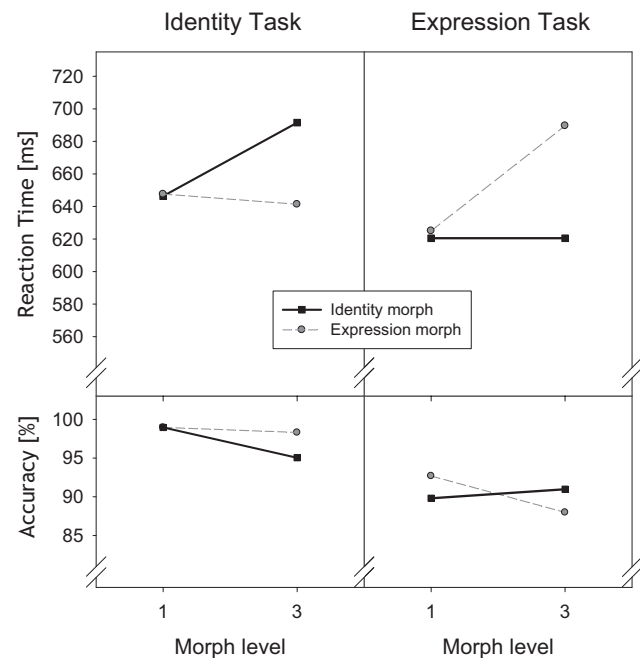 Identity Task
Expression Task
Reaction Time [ms]
720
700
680
660
640
620
600
580
560
Identity morph
Expression morph
Accuracy [%]
100
95
90
85
1
3
1
3
Morph level
Morph level